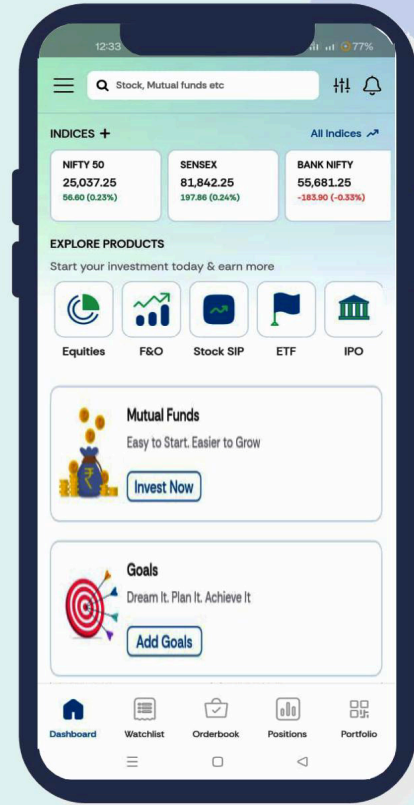 12:33
77%
Stock, Mutual funds etc
INDICES +
All Indices
NIFTY 50
25,037.25
56.60 (0.23%)
SENSEX
81,842.25
197.86 (0.24%)
BANK NIFTY
55,681.25
-183.90 (-0.33%)
EXPLORE PRODUCTS
Start your investment today & earn more
Equities
F&O
Stock SIP
ETF
IPO
Mutual Funds
Easy to Start. Easier to Grow
Invest Now
Goals
Dream It. Plan It. Achieve It
Add Goals
Dashboard
Watchlist
Orderbook
Positions
Portfolio